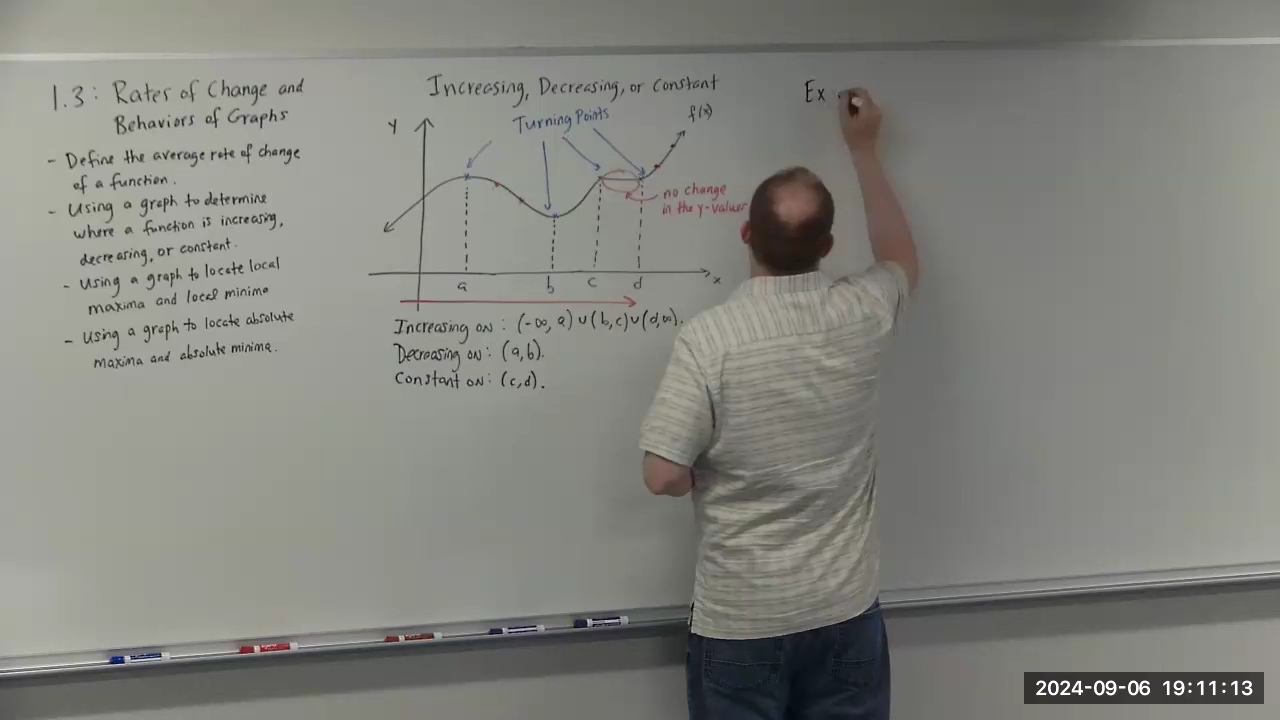 1.3: Rates of Change and
Behaviors of Graphs
- Define the average rate of change
of a function.
- Using a graph to determine
where a function is increasing,
decreasing, or constant.
- Using a graph to locate local
maxima and local minima
- Using a graph to locate absolute
maxima and absolute minima.
Increasing, Decreasing, or Constant
Turning Points
f(x)
y
no change
in the y-values
x
a b c d
Increasing on: (-∞, a) ∪ (b, c) ∪ (d, ∞).
Decreasing on: (a,b).
Constant on: (c,d).
Ex
2024-09-06 19:11:13